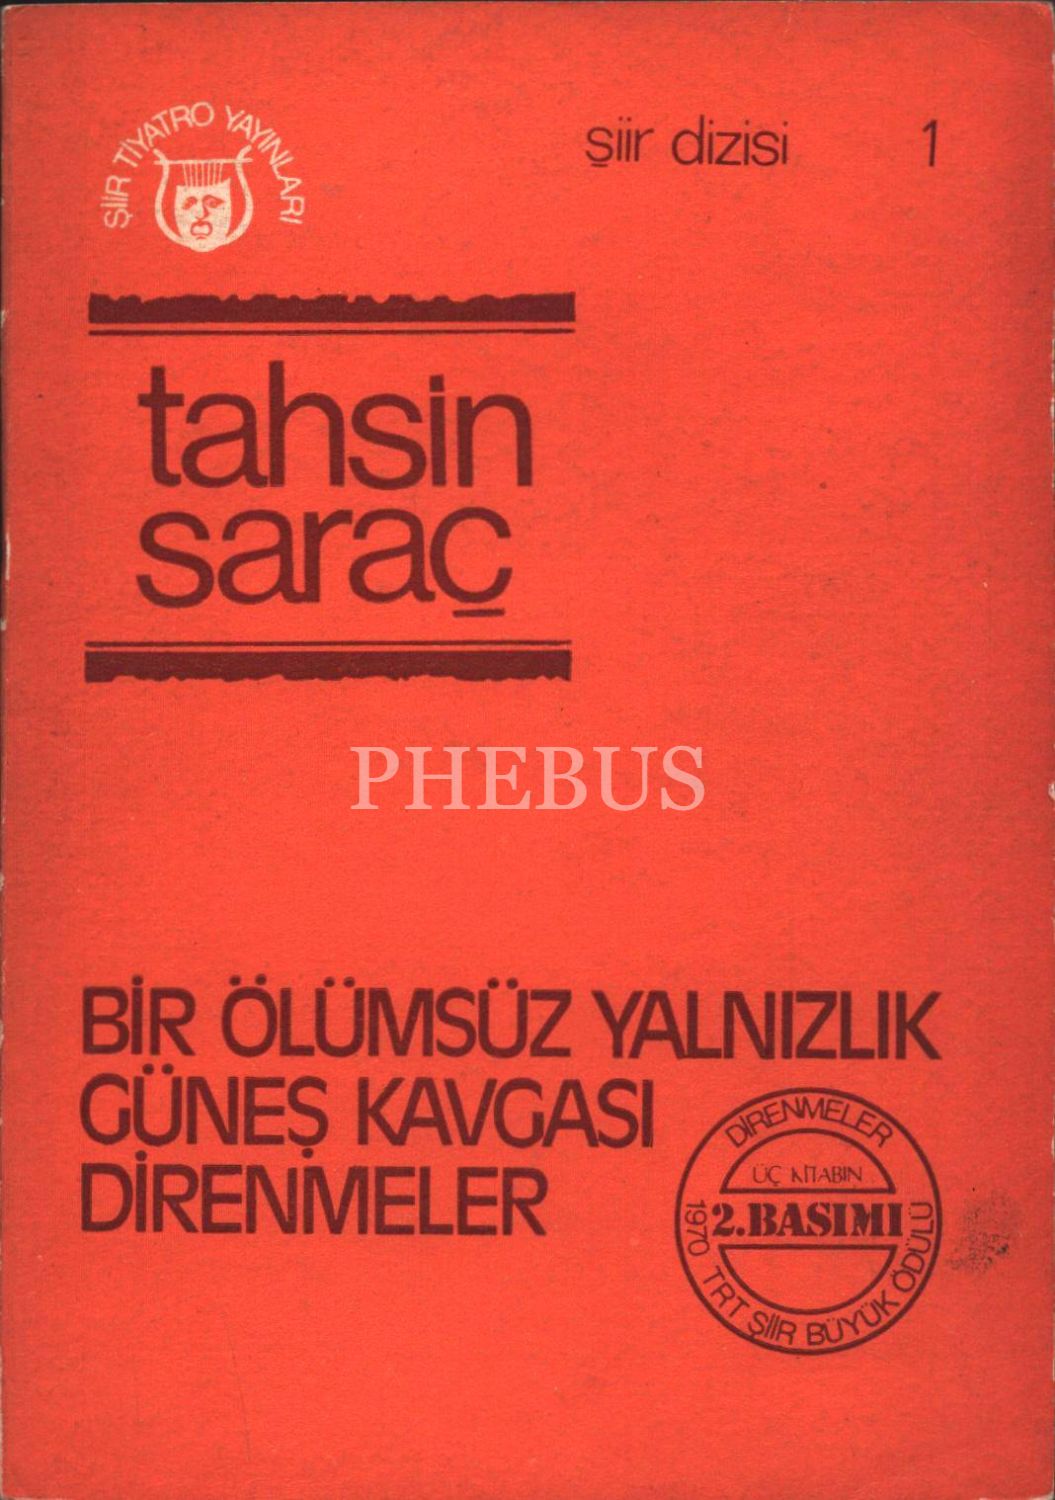 ŞİİR TİYATRO YAYINLARI
şiir dizisi 1
tahsin
saraç
PHEBUS
BİR ÖLÜMSÜZ YALNIZLIK
GÜNEŞ KAVGASI
DİRENMELER
DİRENMELER
ÜÇ KİTABIN
2.BASIMI
1970 TRT ŞİİR BÜYÜK ÖDÜLÜ